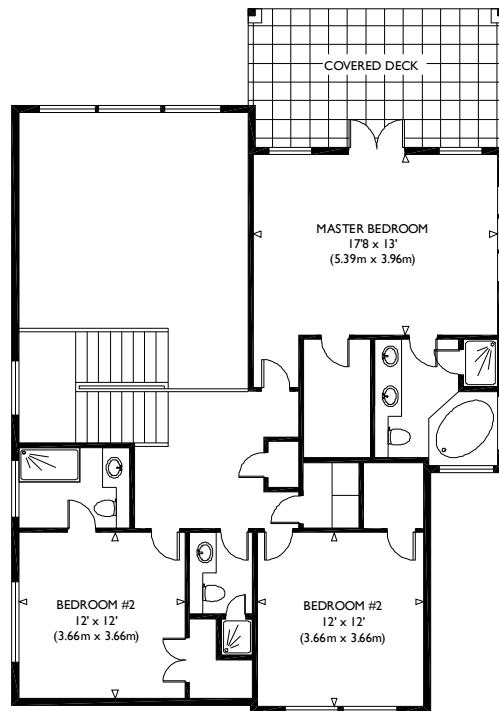 COVERED DECK
MASTER BEDROOM
17'8 x 13'
(5.39m x 3.96m)
BEDROOM #2
12' x 12'
(3.66m x 3.66m)
BEDROOM #2
12' x 12'
(3.66m x 3.66m)